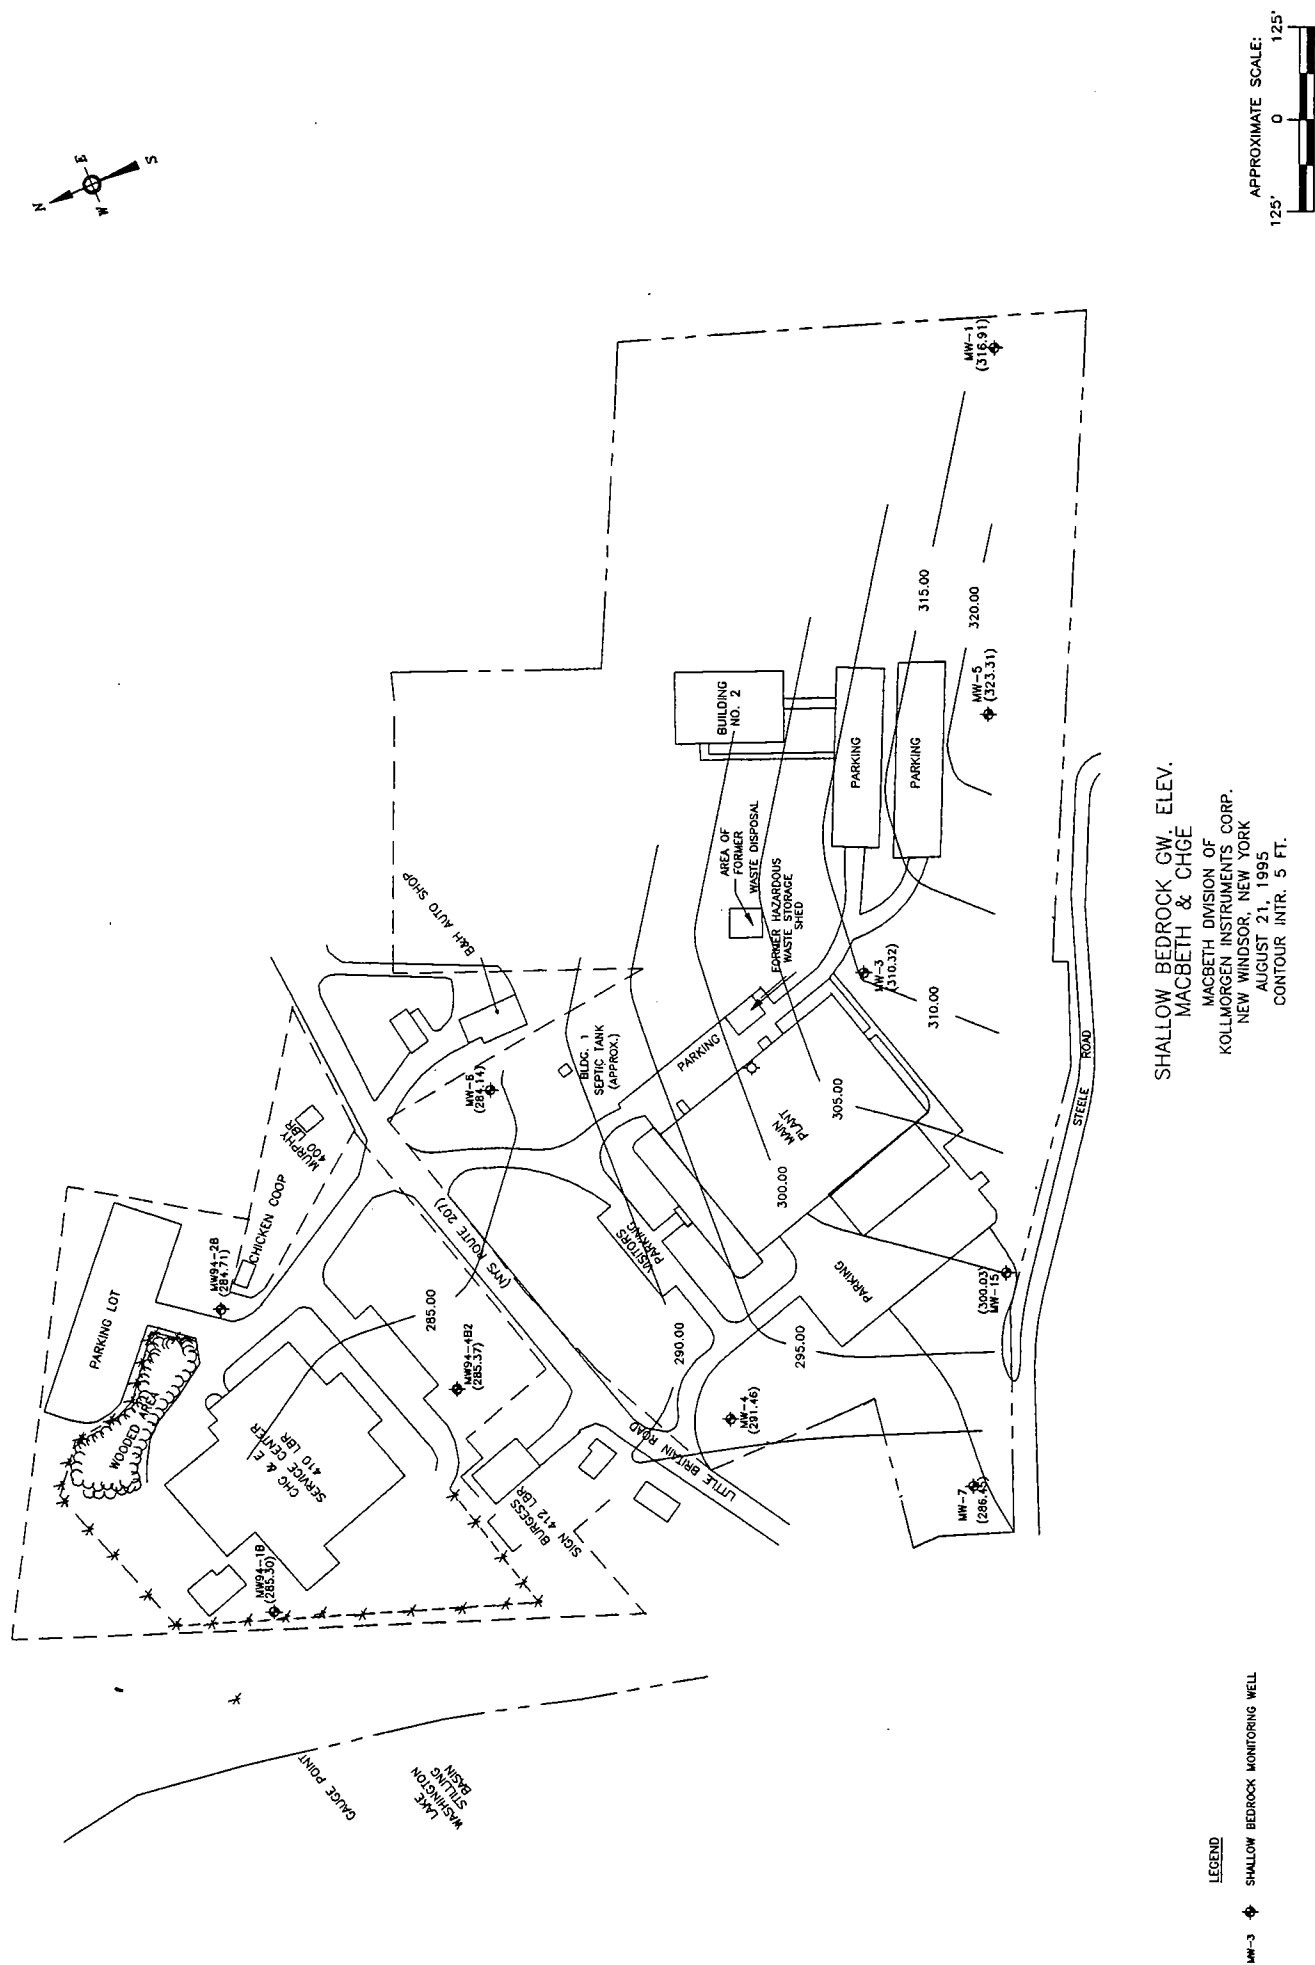 N
E
W
S
APPROXIMATE SCALE:
125'
0
125'
MW-1
(316.91)
315.00
320.00
MW-5
(323.31)
BUILDING
NO. 2
PARKING
PARKING
AREA OF
FORMER
WASTE DISPOSAL
FORMER HAZARDOUS
WASTE STORAGE
SHED
MW-3
(310.32)
310.00
305.00
300.00
B&H AUTO SHOP
BLDG. 1
SEPTIC TANK
(APPROX.)
MW-6
(284.14)
PARKING
MAIN
PLANT
MURPHY
400 LBR
CHICKEN COOP
MW94-2B
(284.71)
PARKING LOT
WOODED AREA
(NYS ROUTE 207)
VISITORS
PARKING
PARKING
(300.03)
MW-15
STEELE ROAD
285.00
290.00
295.00
MW94-4B2
(285.37)
CHG & E
SERVICE CENTER
410 LBR
MW-4
(291.46)
LITTLE BRITAIN ROAD
MW-7
BURGESS
SIGN 412 LBR
MW94-1B
(285.30)
GAUGE POINT
LAKE
WASHINGTON
STILLING
BASIN
SHALLOW BEDROCK GW. ELEV.
MACBETH & CHGE
MACBETH DIVISION OF
KOLLMORGEN INSTRUMENTS CORP.
NEW WINDSOR, NEW YORK
AUGUST 21, 1995
CONTOUR INTR. 5 FT.
LEGEND
MW-3 SHALLOW BEDROCK MONITORING WELL